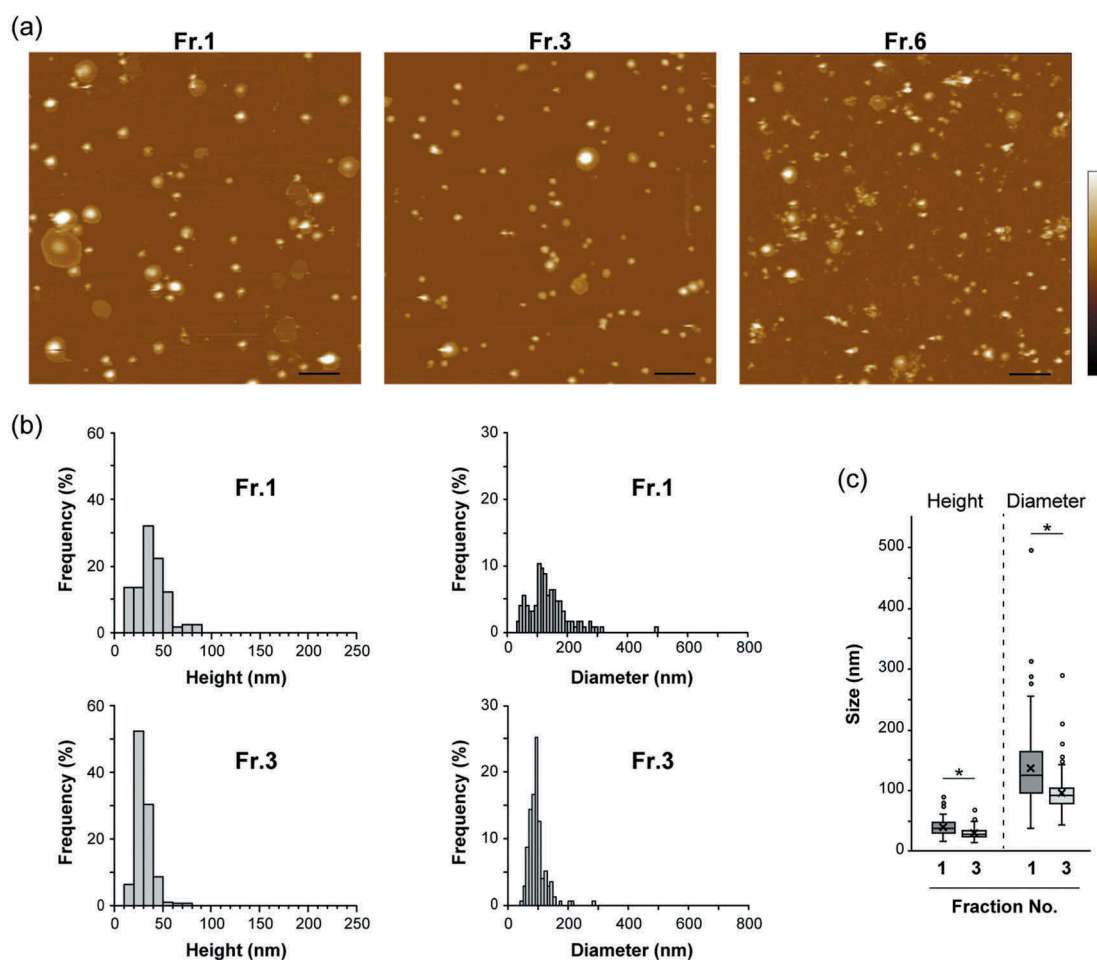 (a)
Fr.1 Fr.3 Fr.6
(b)
60
40
20
0
Frequency (%)
Fr.1
0 50 100 150 200 250
Height (nm)
30
20
10
0
Frequency (%)
Fr.1
0 200 400 600 800
Diameter (nm)
60
40
20
0
Frequency (%)
Fr.3
0 50 100 150 200 250
Height (nm)
30
20
10
0
Frequency (%)
Fr.3
0 200 400 600 800
Diameter (nm)
(c)
Height Diameter
* *
500
400
300
200
100
0
Size (nm)
1 3 1 3
Fraction No.